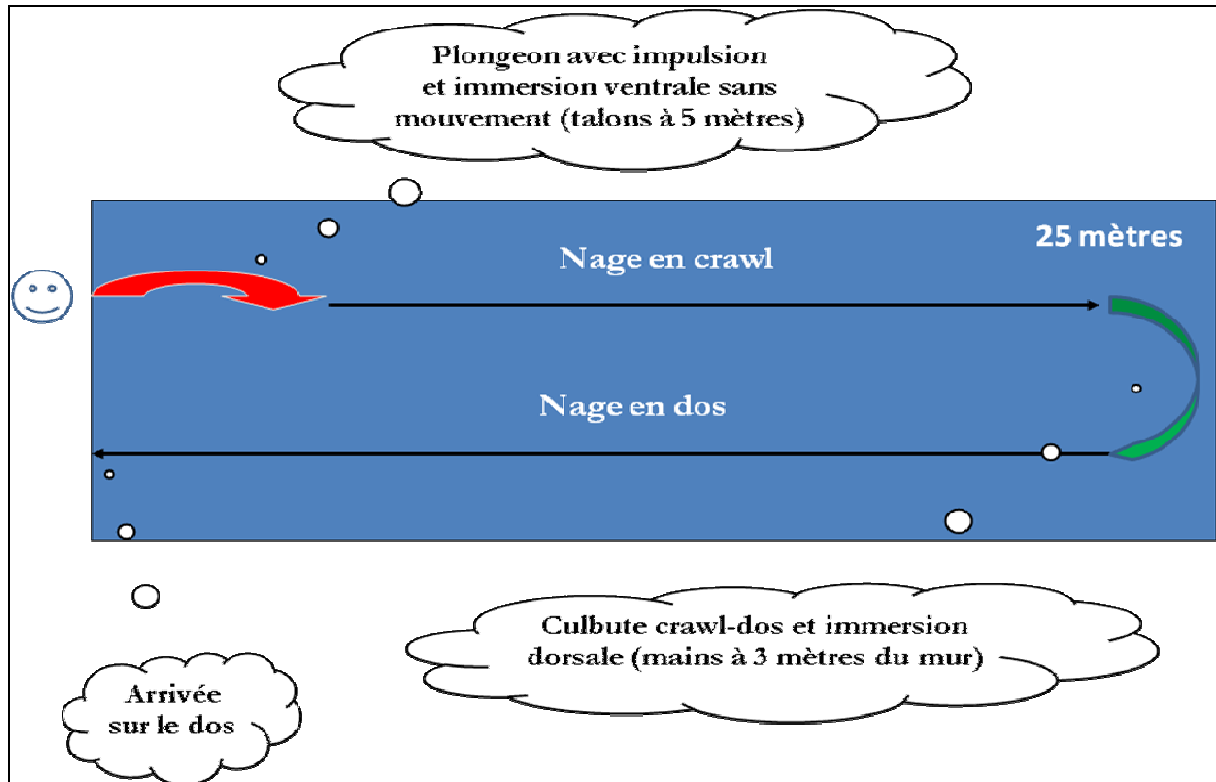 Plongeon avec impulsion
et immersion ventrale sans
mouvement (talons à 5 mètres)
25 mètres
Nage en crawl
Nage en dos
Culbute crawl-dos et immersion
dorsale (mains à 3 mètres du mur)
Arrivée
sur le dos